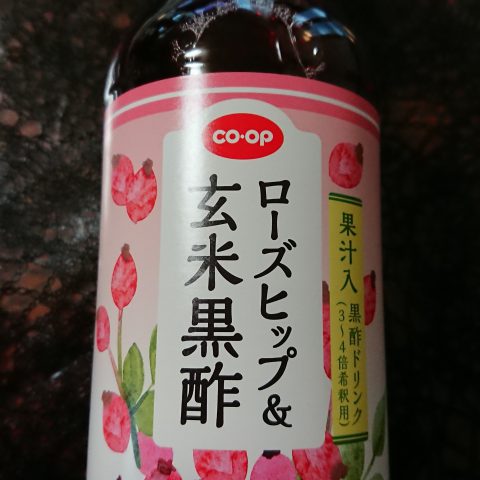 CO・OP
ローズヒップ&
玄米黒酢
果汁入
黒酢ドリンク
(3〜4倍希釈用)